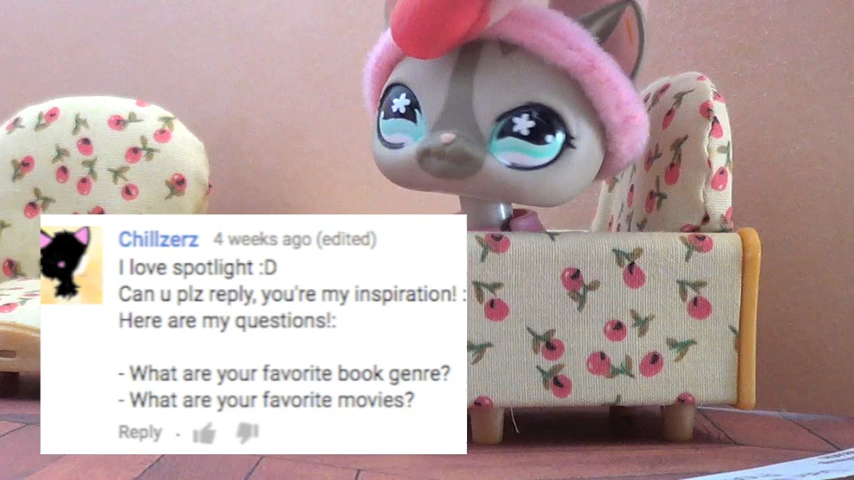 Chillzerz 4 weeks ago (edited)
I love spotlight :D
Can u plz reply, you're my inspiration! :
Here are my questions!:
- What are your favorite book genre?
- What are your favorite movies?
Reply